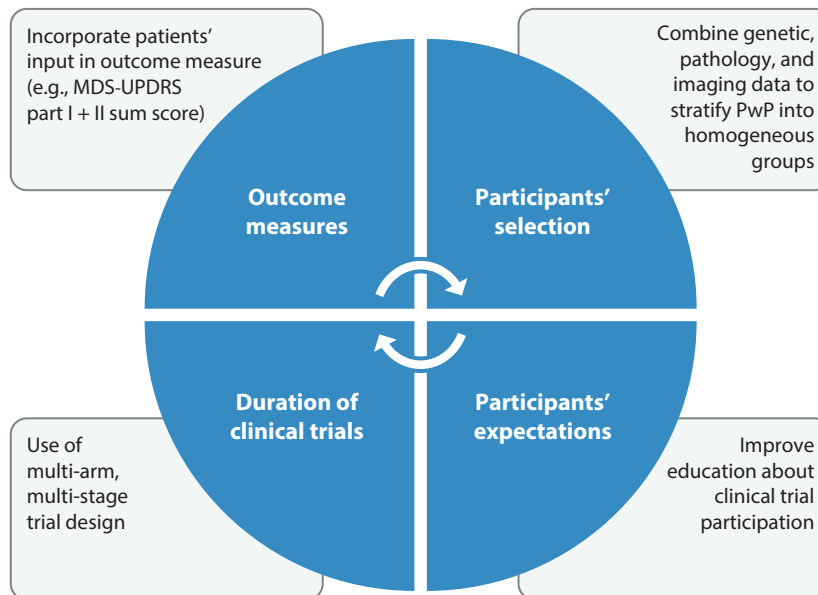 Incorporate patients’
input in outcome measure
(e.g., MDS-UPDRS
part I + II sum score)
Combine genetic,
pathology, and
imaging data to
stratify PwP into
homogeneous
groups
Outcome
measures
Participants’
selection
Duration of
clinical trials
Participants’
expectations
Use of
multi-arm,
multi-stage
trial design
Improve
education about
clinical trial
participation